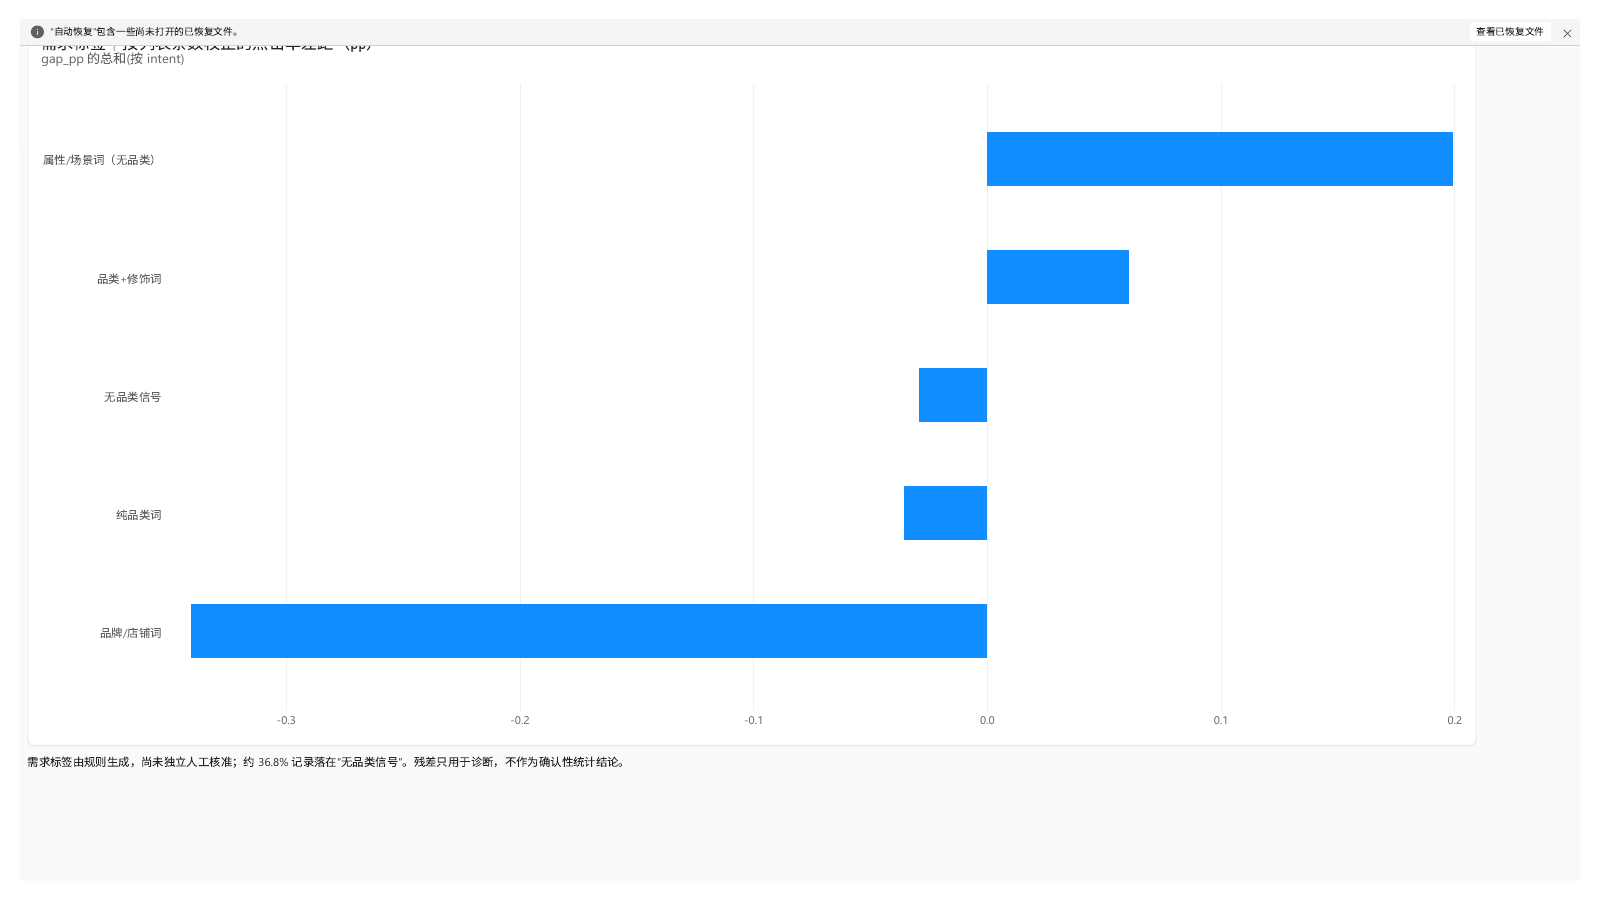 "自动恢复"包含一些尚未打开的已恢复文件。
查看已恢复文件
gap_pp 的总和(按 intent)
属性/场景词（无品类）
品类+修饰词
无品类信号
纯品类词
品牌/店铺词
-0.3 -0.2 -0.1 0.0 0.1 0.2
需求标签由规则生成，尚未独立人工核准；约 36.8% 记录落在"无品类信号"。残差只用于诊断，不作为确认性统计结论。